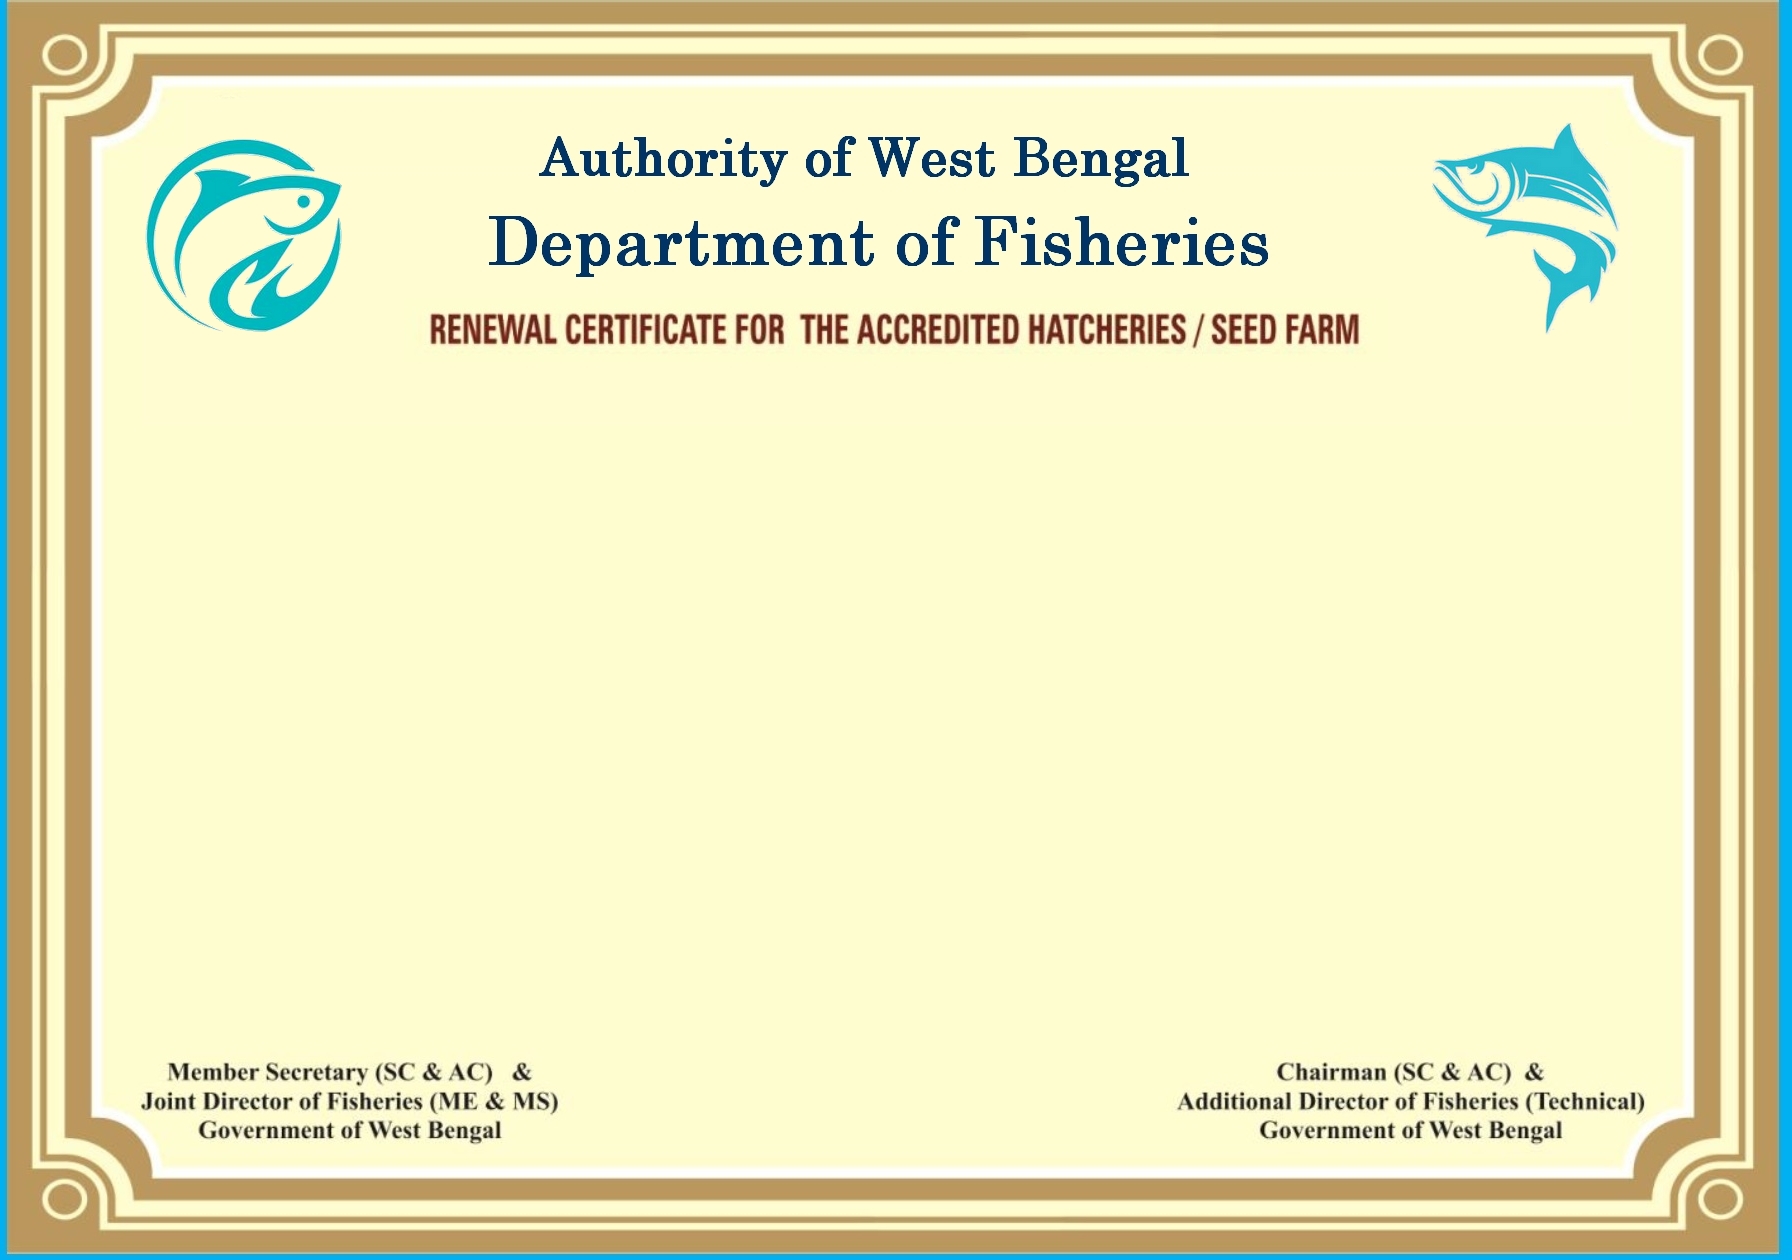 Authority of West Bengal
Department of Fisheries
RENEWAL CERTIFICATE FOR THE ACCREDITED HATCHERIES / SEED FARM
Member Secretary (SC & AC) &
Joint Director of Fisheries (ME & MS)
Government of West Bengal
Chairman (SC & AC) &
Additional Director of Fisheries (Technical)
Government of West Bengal